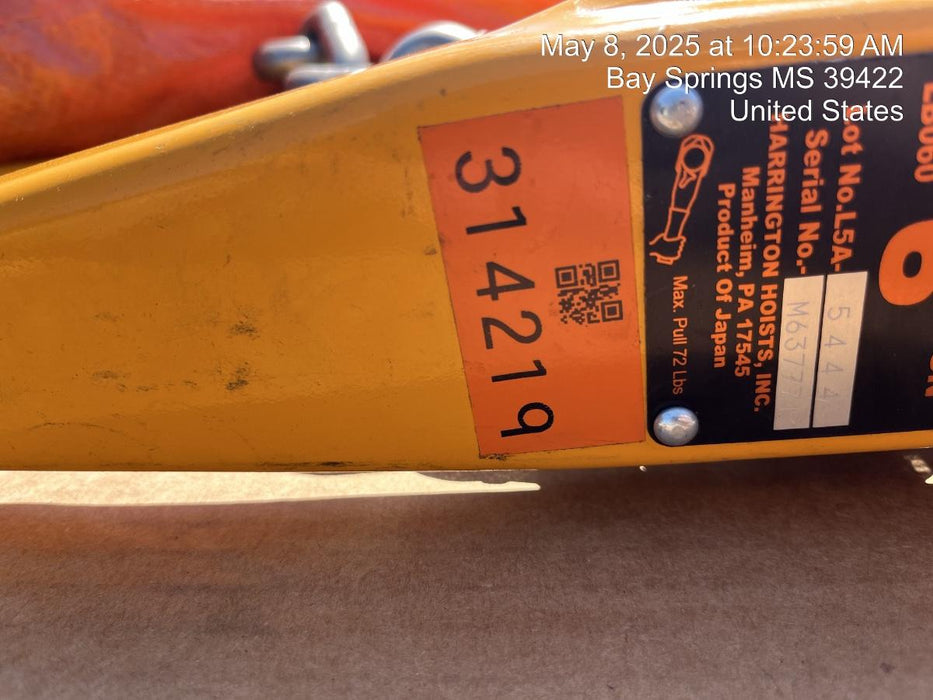 May 8, 2025 at 10:23:59 AM
Bay Springs MS 39422
United States
314219
LB060
6
Lot No.L5A-5444
Serial No.-
HARRINGTON HOISTS, INC.
Manheim, PA 17545
Product Of Japan
Max. Pull 72 Lbs